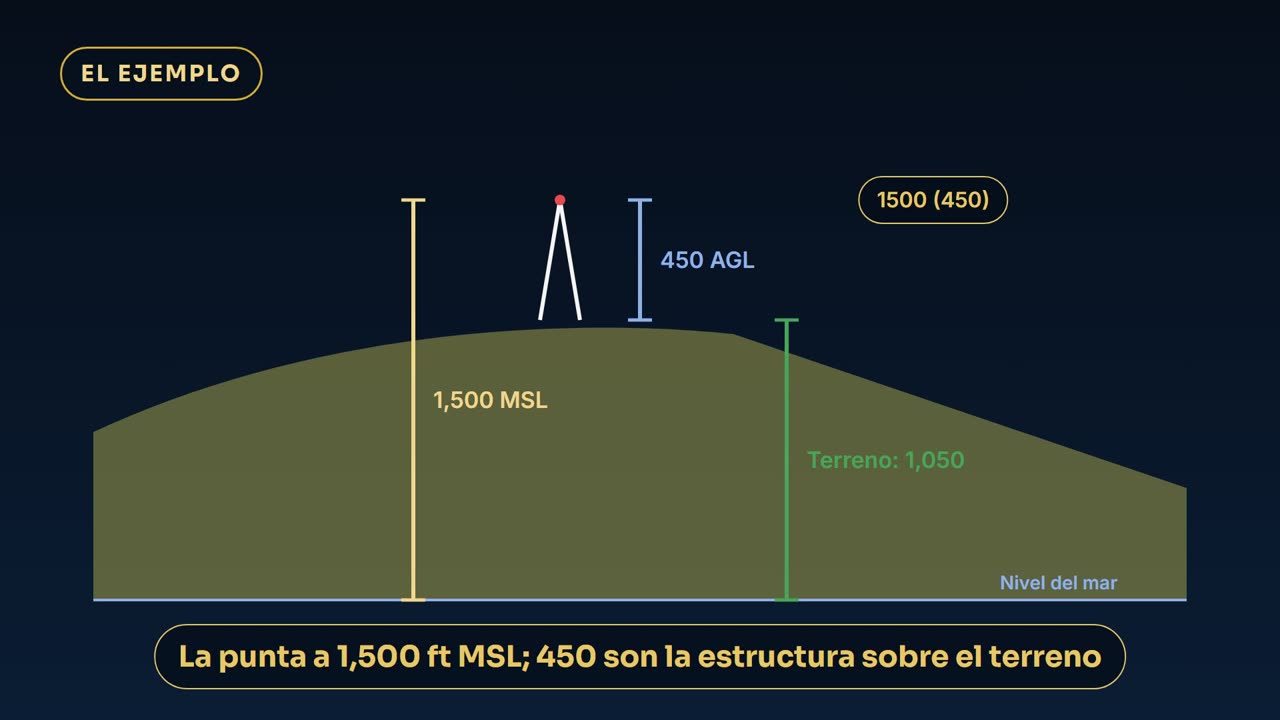 EL EJEMPLO
1500 (450)
450 AGL
1,500 MSL
Terreno: 1,050
Nivel del mar
La punta a 1,500 ft MSL; 450 son la estructura sobre el terreno